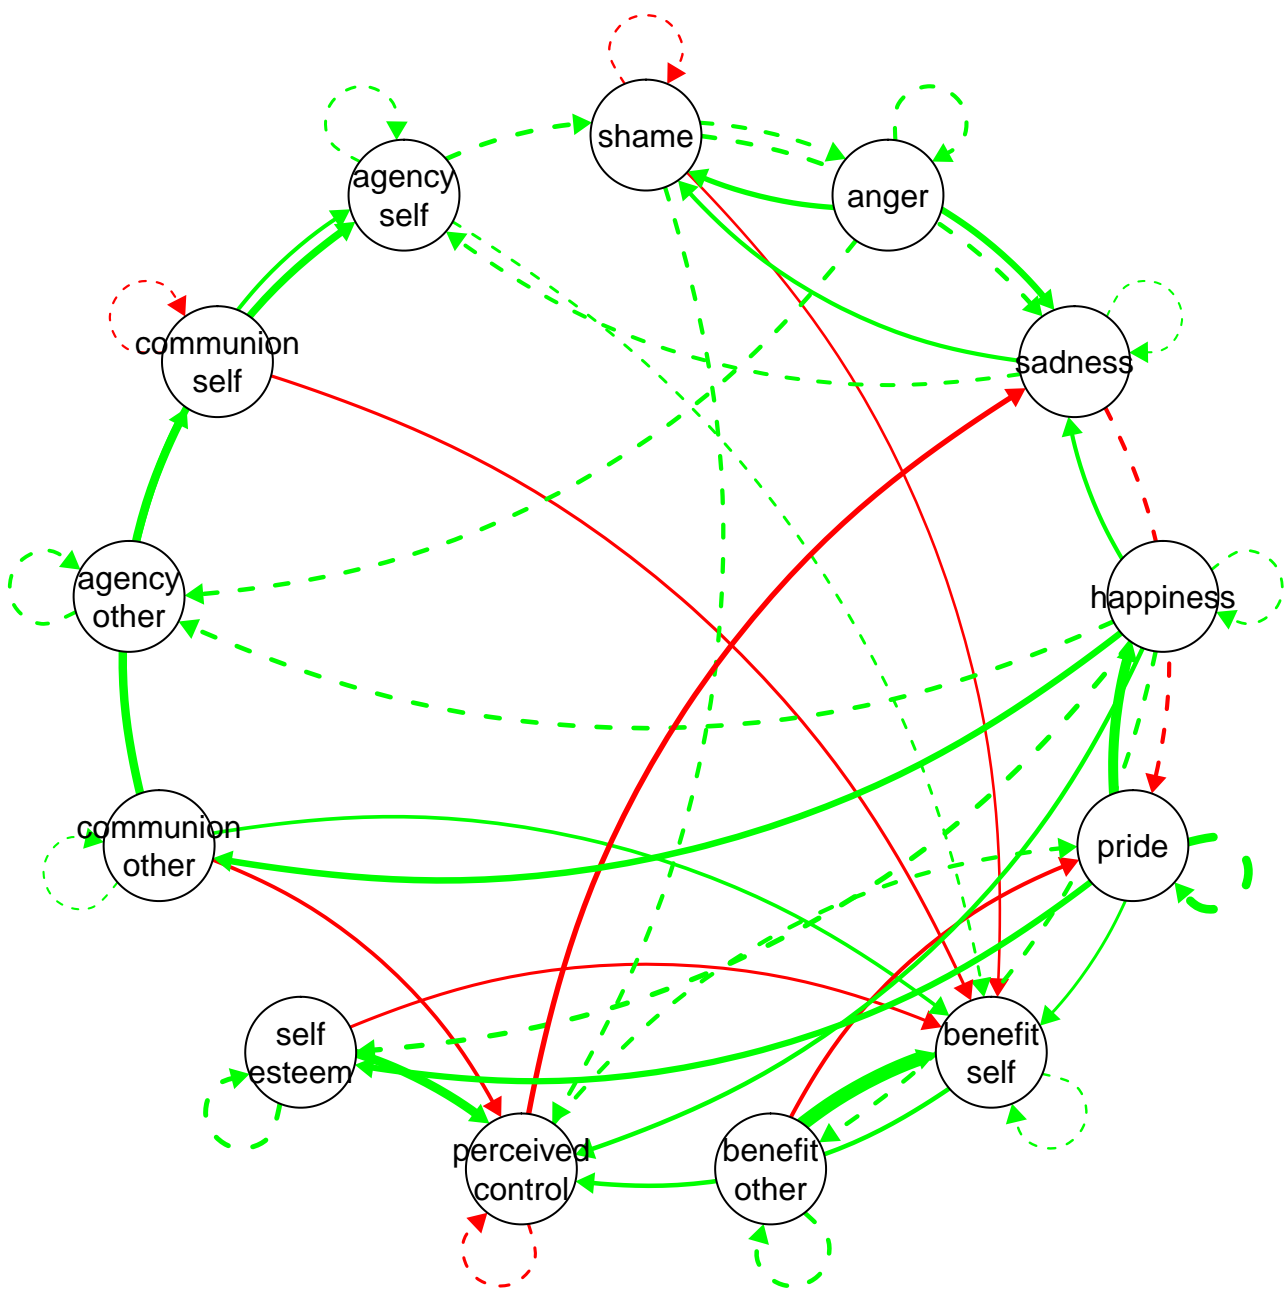 shame
anger
agency
self
communion
self
sadness
agency
other
happiness
communion
other
pride
self
esteem
benefit
self
perceived
control
benefit
other